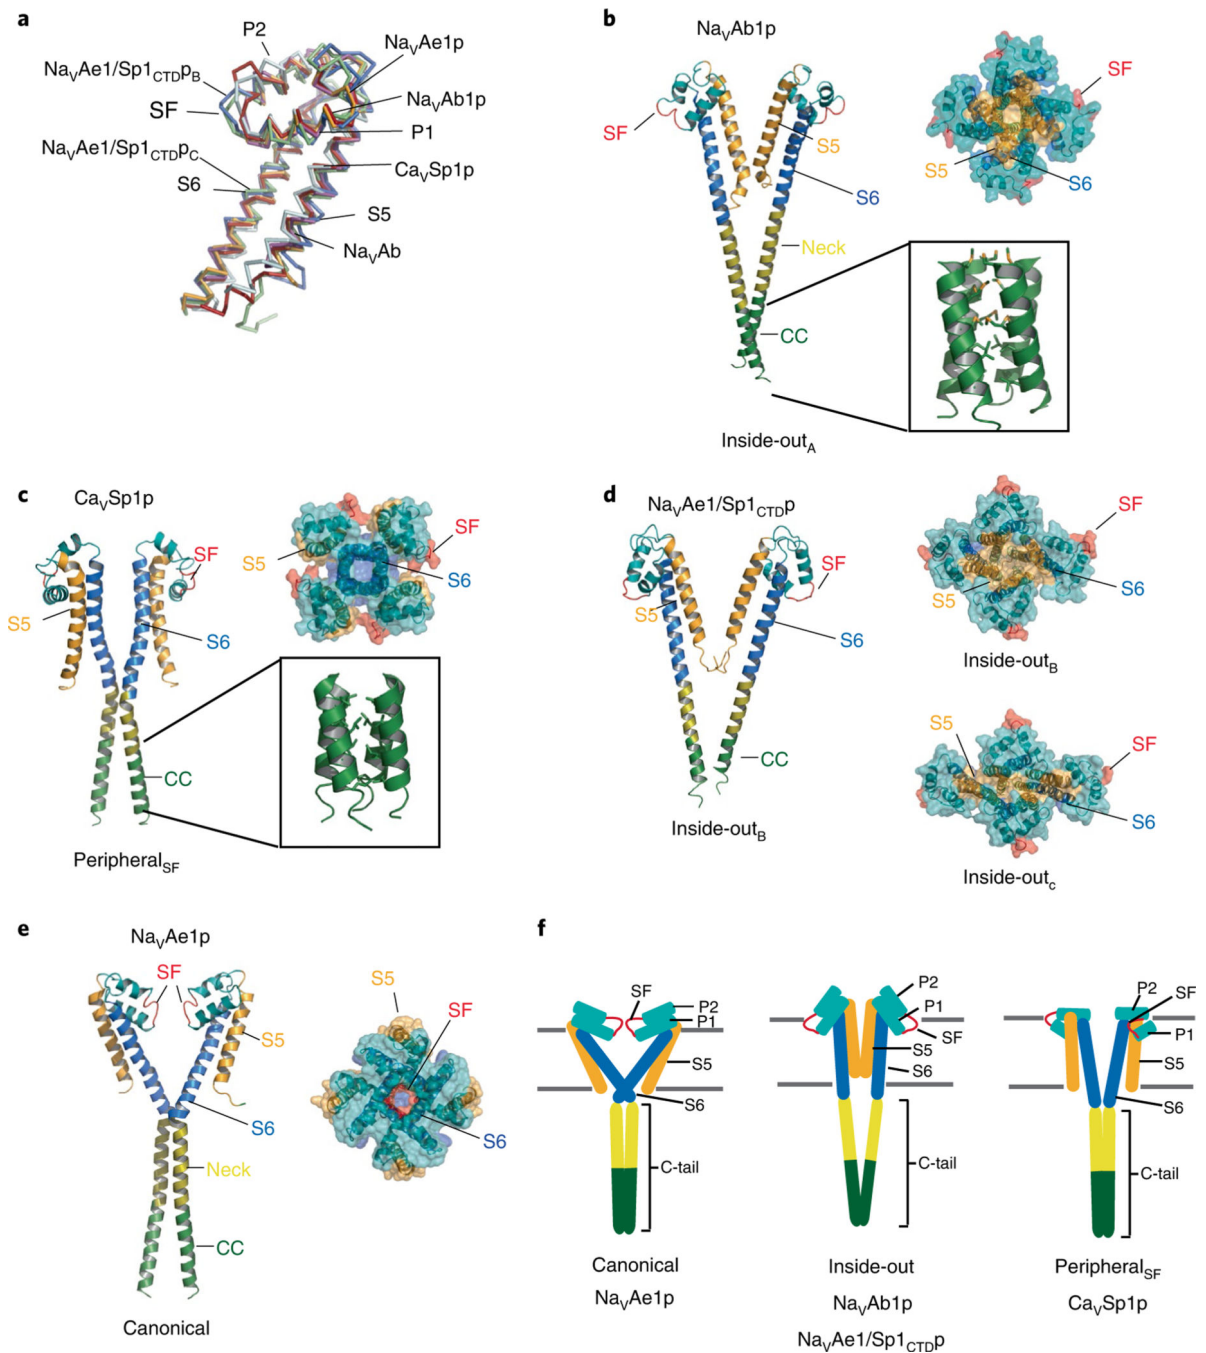 a
P2
NaVAe1p
NaVAe1/Sp1CTDpB
SF
NaVAb1p
P1
NaVAe1/Sp1CTDpC
CaVSp1p
S6
S5
NaVAb
b
NaVAb1p
SF
SF
S5
S5
S6
S6
Neck
CC
Inside-outA
c
CaVSp1p
SF
SF
S5
S6
S5
S6
CC
PeripheralSF
d
NaVAe1/Sp1CTDp
SF
SF
S5
S5
S6
S6
Inside-outB
S5
SF
CC
S6
Inside-outB
Inside-outc
e
NaVAe1p
SF
S5
SF
S5
S6
S6
Neck
CC
Canonical
f
SF
P2
P1
S5
S6
C-tail
Canonical
NaVAe1p
P2
P1
SF
S5
S6
C-tail
Inside-out
NaVAb1p
NaVAe1/Sp1CTDp
P2
SF
P1
S5
S6
C-tail
PeripheralSF
CaVSp1p